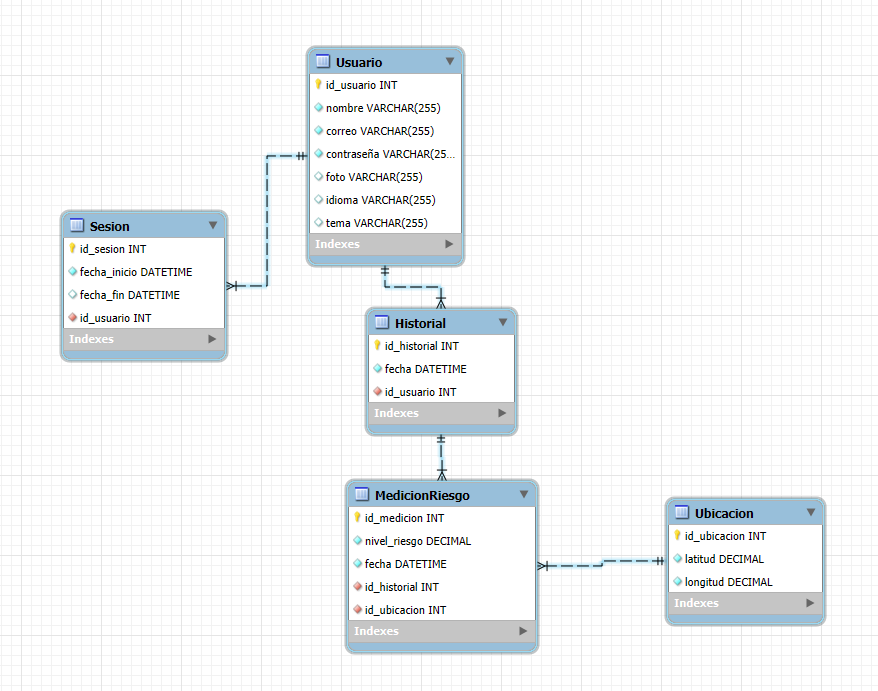 Usuario
id_usuario INT
nombre VARCHAR(255)
correo VARCHAR(255)
contraseña VARCHAR(25...
foto VARCHAR(255)
idioma VARCHAR(255)
tema VARCHAR(255)
Indexes
Sesion
id_sesion INT
fecha_inicio DATETIME
fecha_fin DATETIME
id_usuario INT
Indexes
Historial
id_historial INT
fecha DATETIME
id_usuario INT
Indexes
MedicionRiesgo
id_medicion INT
nivel_riesgo DECIMAL
fecha DATETIME
id_historial INT
id_ubicacion INT
Indexes
Ubicacion
id_ubicacion INT
latitud DECIMAL
longitud DECIMAL
Indexes